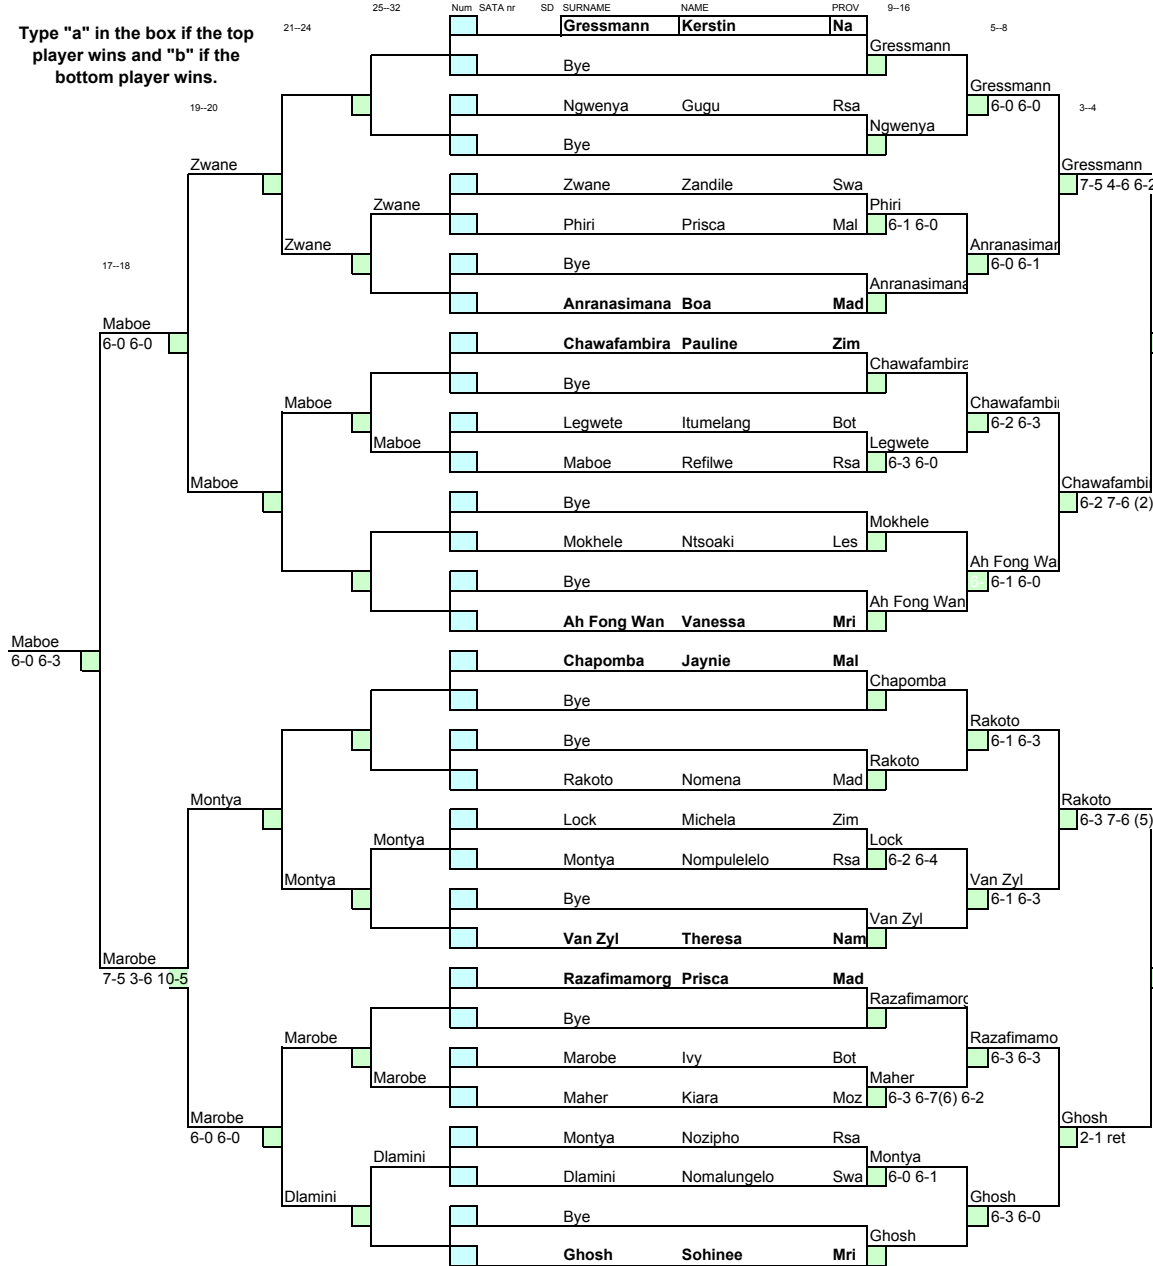 25--32 Num SATA nr SD SURNAME NAME PROV 9--16
Type "a" in the box if the top
player wins and "b" if the
bottom player wins.
21--24 Gressmann Kerstin Na 5--8
Gressmann
Bye
Gressmann
19--20 Ngwenya Gugu Rsa 6-0 6-0 3--4
Ngwenya
Bye
Zwane Gressmann
Zwane Zandile Swa 7-5 4-6 6-2
Zwane Phiri
Phiri Prisca Mal 6-1 6-0
Zwane Anranasimar
17--18 Bye 6-0 6-1
Anranasimana
Anranasimana Boa Mad
Maboe
6-0 6-0 Chawafambira Pauline Zim
Chawafambira
Bye
Maboe Chawafambi
Legwete Itumelang Bot 6-2 6-3
Maboe Legwete
Maboe Refilwe Rsa 6-3 6-0
Maboe Chawafambi
Bye 6-2 7-6 (2)
Mokhele
Mokhele Ntsoaki Les
Ah Fong Wa
Bye 6-1 6-0
Ah Fong Wan
Ah Fong Wan Vanessa Mri
Maboe
6-0 6-3 Chapomba Jaynie Mal
Chapomba
Bye
Rakoto
Bye 6-1 6-3
Rakoto
Rakoto Nomena Mad
Montya Rakoto
Lock Michela Zim 6-3 7-6 (5)
Montya Lock
Montya Nompulelelo Rsa 6-2 6-4
Montya Van Zyl
Bye 6-1 6-3
Van Zyl
Van Zyl Theresa Nam
Marobe
7-5 3-6 10-5 Razafimamorg Prisca Mad
Razafimamorg
Bye
Marobe Razafimamo
Marobe Ivy Bot 6-3 6-3
Marobe Maher
Maher Kiara Moz 6-3 6-7(6) 6-2
Marobe Ghosh
6-0 6-0 Montya Nozipho Rsa 2-1 ret
Dlamini Montya
Dlamini Nomalungelo Swa 6-0 6-1
Dlamini Ghosh
Bye 6-3 6-0
Ghosh
Ghosh Sohinee Mri